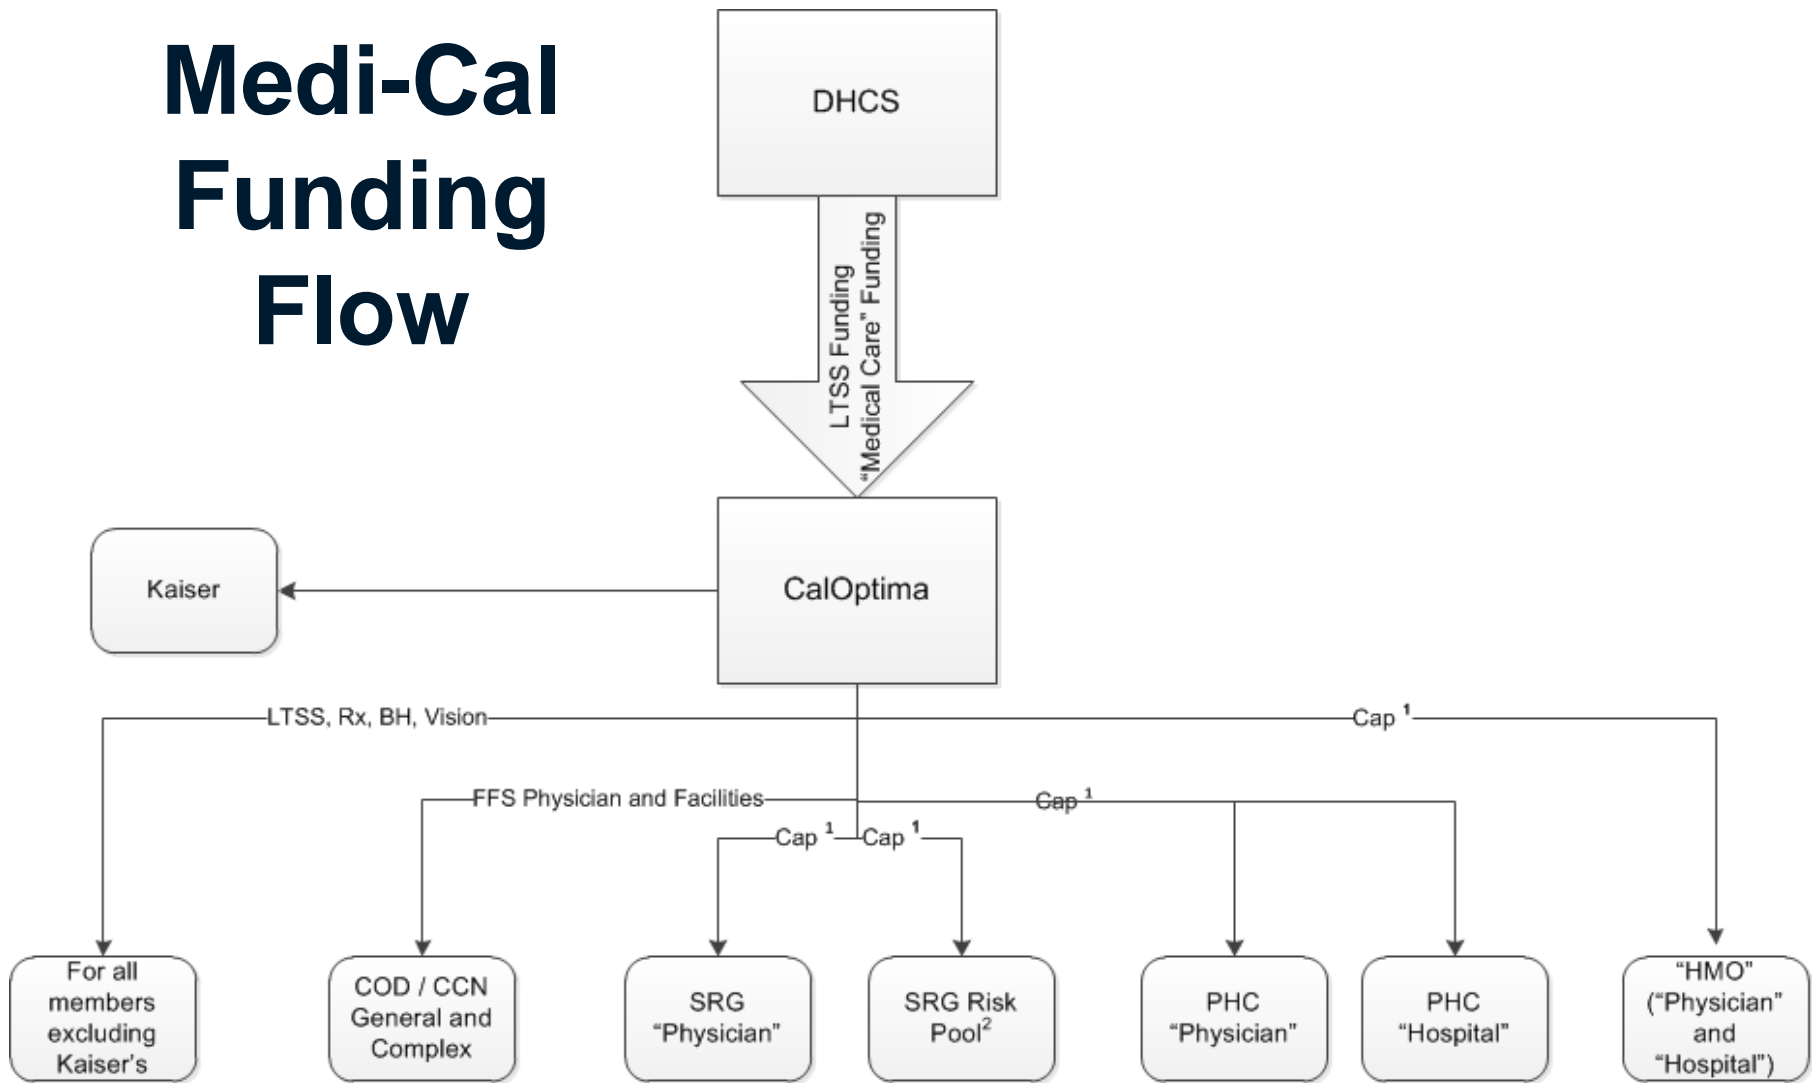 Medi-Cal
Funding
Flow
DHCS
LTSS Funding
“Medical Care” Funding
Kaiser
CalOptima
LTSS, Rx, BH, Vision
Cap 1
FFS Physician and Facilities
Cap 1
Cap 1
Cap 1
For all
members
excluding
Kaiser’s
COD / CCN
General and
Complex
SRG
“Physician”
SRG Risk
Pool2
PHC
“Physician”
PHC
“Hospital”
“HMO”
(“Physician”
and
“Hospital”)